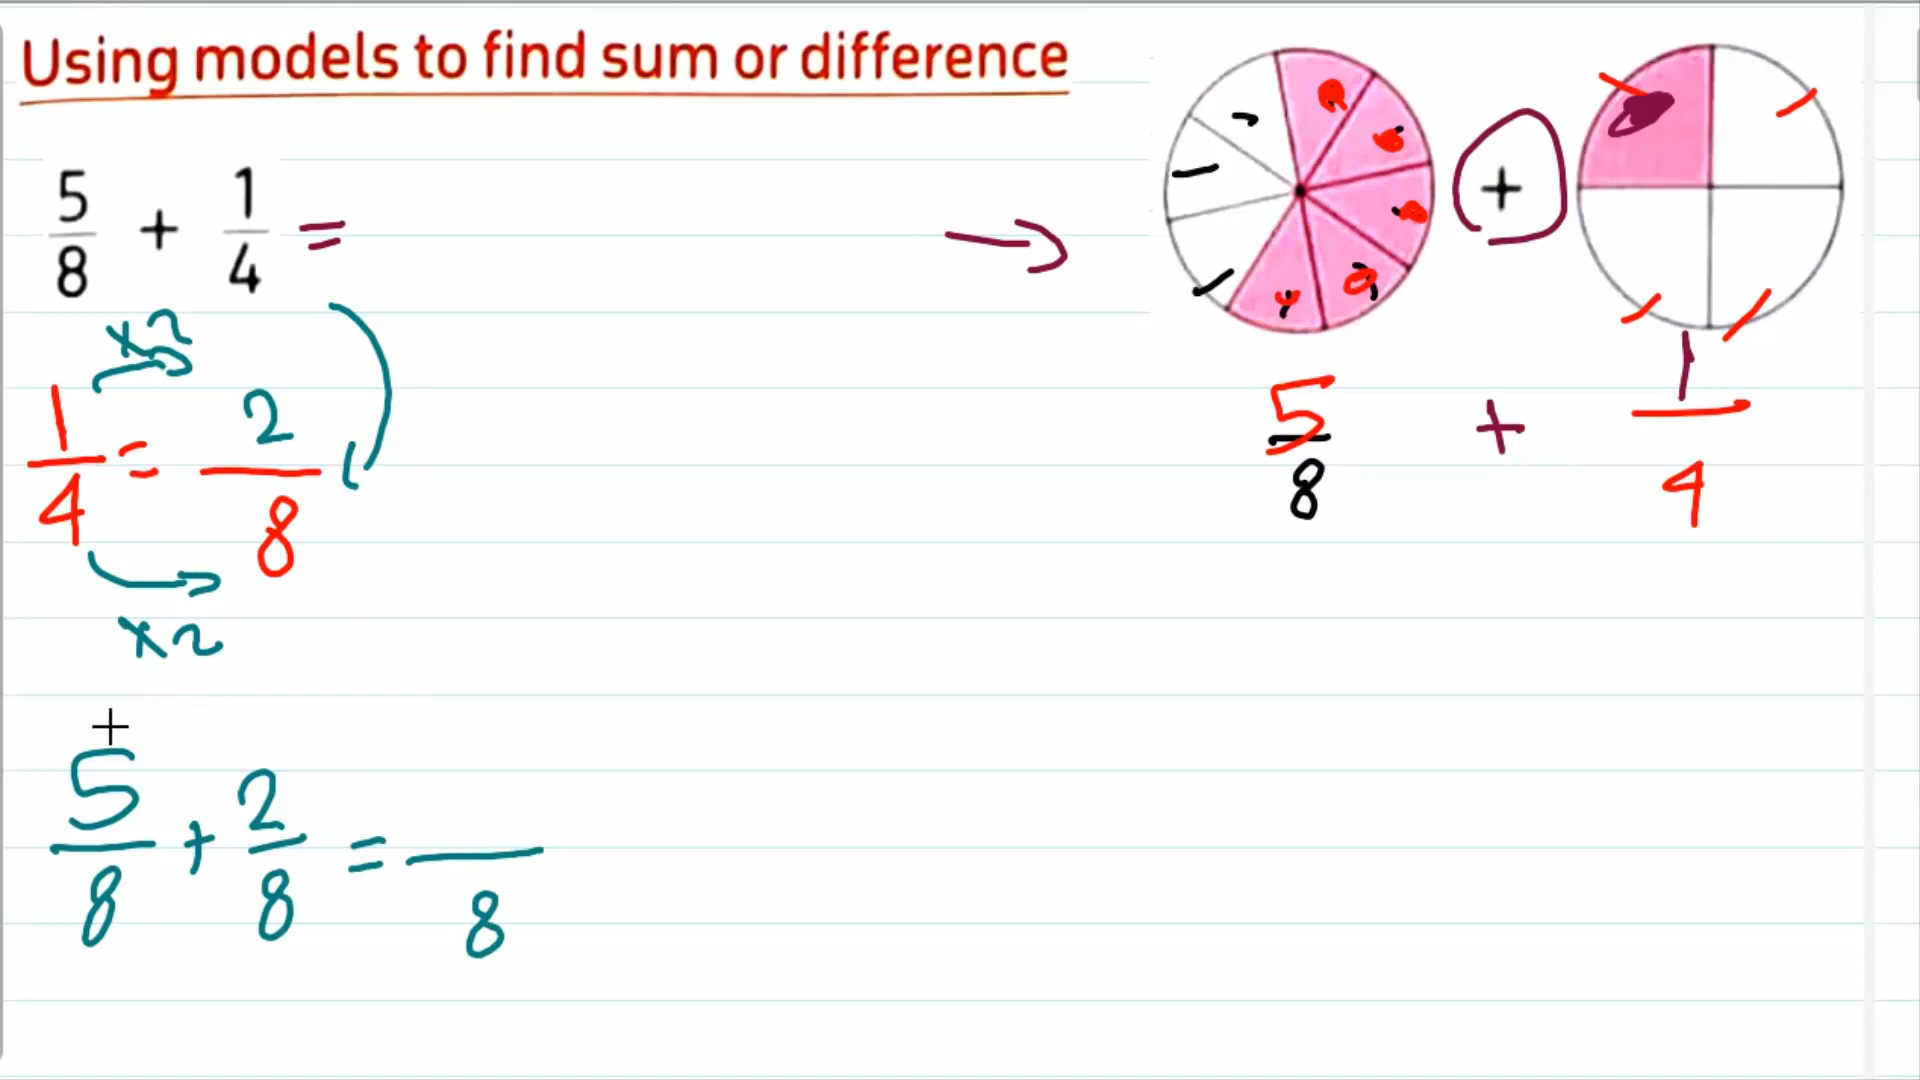 Using models to find sum or difference
5/8 + 1/4 =
+
5/8 + 1/4
×2
1/4 = 2/8
×2
5/8 + 2/8 = /8